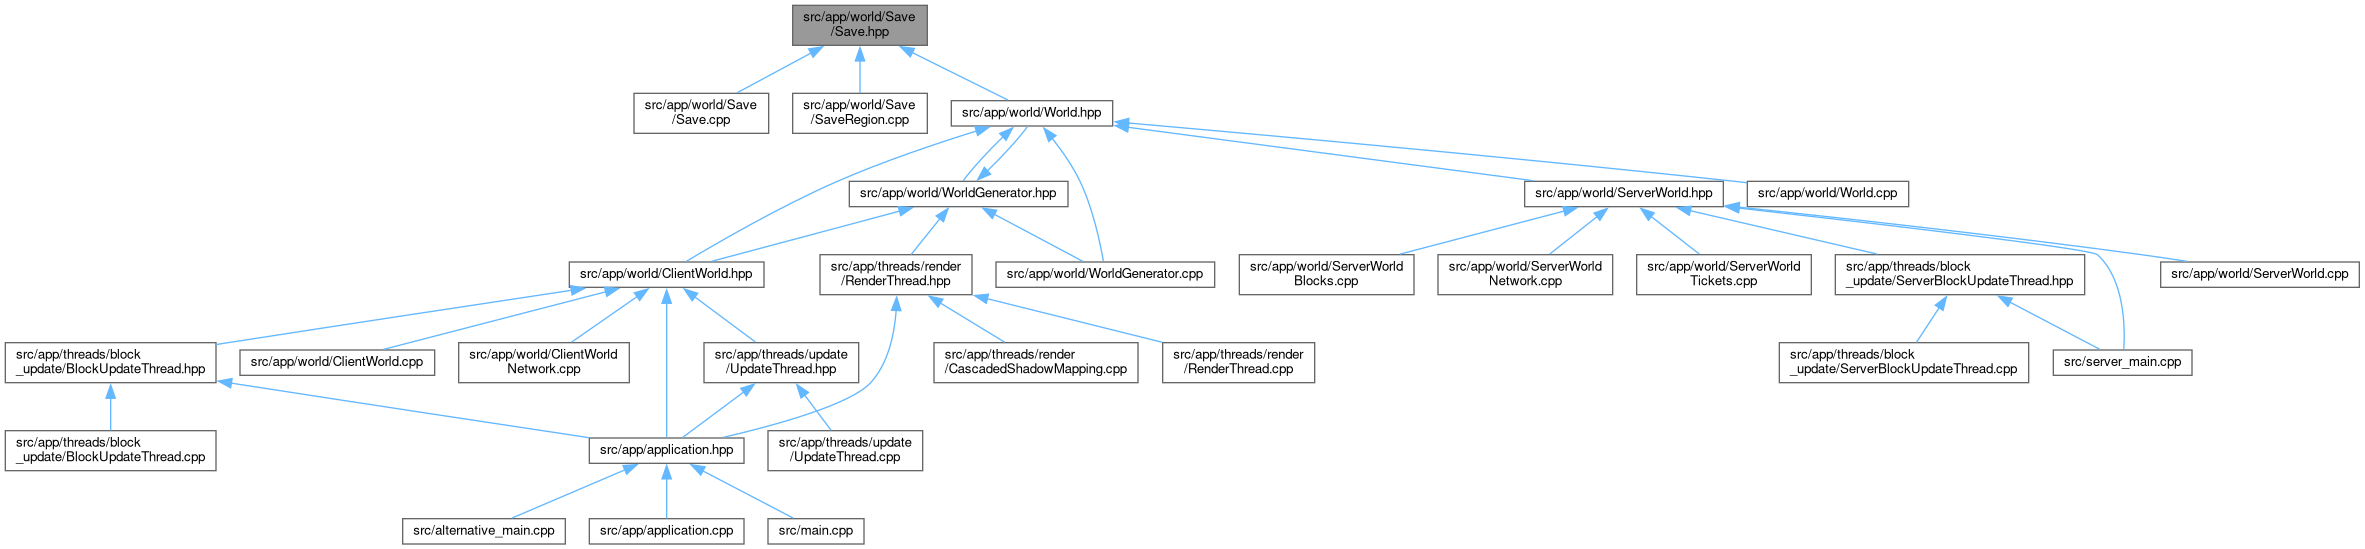 src/app/world/Save
/Save.hpp
src/app/world/Save
/Save.cpp
src/app/world/Save
/SaveRegion.cpp
src/app/world/World.hpp
src/app/world/WorldGenerator.hpp
src/app/world/ServerWorld.hpp
src/app/world/World.cpp
src/app/world/ClientWorld.hpp
src/app/threads/render
/RenderThread.hpp
src/app/world/WorldGenerator.cpp
src/app/world/ServerWorld
Blocks.cpp
src/app/world/ServerWorld
Network.cpp
src/app/world/ServerWorld
Tickets.cpp
src/app/threads/block
_update/ServerBlockUpdateThread.hpp
src/app/world/ServerWorld.cpp
src/app/threads/block
_update/BlockUpdateThread.hpp
src/app/world/ClientWorld.cpp
src/app/world/ClientWorld
Network.cpp
src/app/threads/update
/UpdateThread.hpp
src/app/threads/render
/CascadedShadowMapping.cpp
src/app/threads/render
/RenderThread.cpp
src/app/threads/block
_update/ServerBlockUpdateThread.cpp
src/server_main.cpp
src/app/threads/block
_update/BlockUpdateThread.cpp
src/app/application.hpp
src/app/threads/update
/UpdateThread.cpp
src/alternative_main.cpp
src/app/application.cpp
src/main.cpp